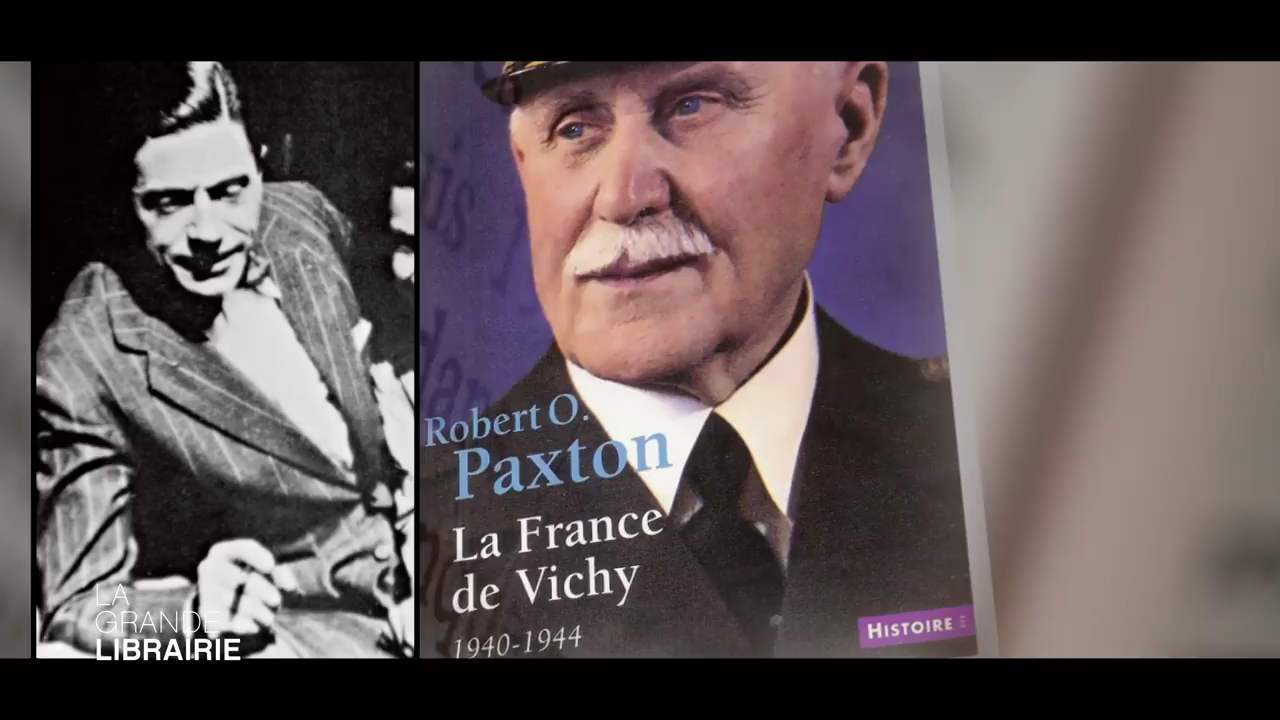 Robert O.
Paxton
La France
de Vichy
1940-1944
HISTOIRE
LA
GRANDE
LIBRAIRIE